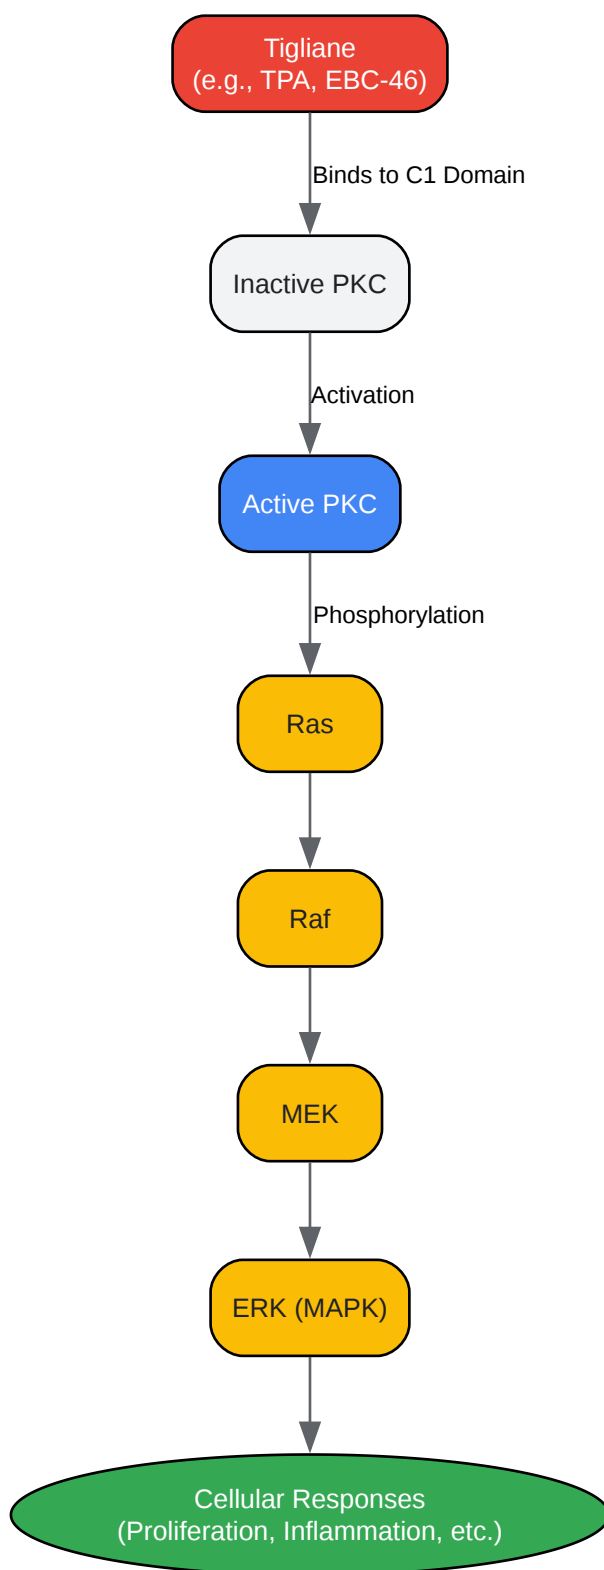 Tigliane
(e.g., TPA, EBC-46)
Binds to C1 Domain
Inactive PKC
Activation
Active PKC
Phosphorylation
Ras
Raf
MEK
ERK (MAPK)
Cellular Responses
(Proliferation, Inflammation, etc.)